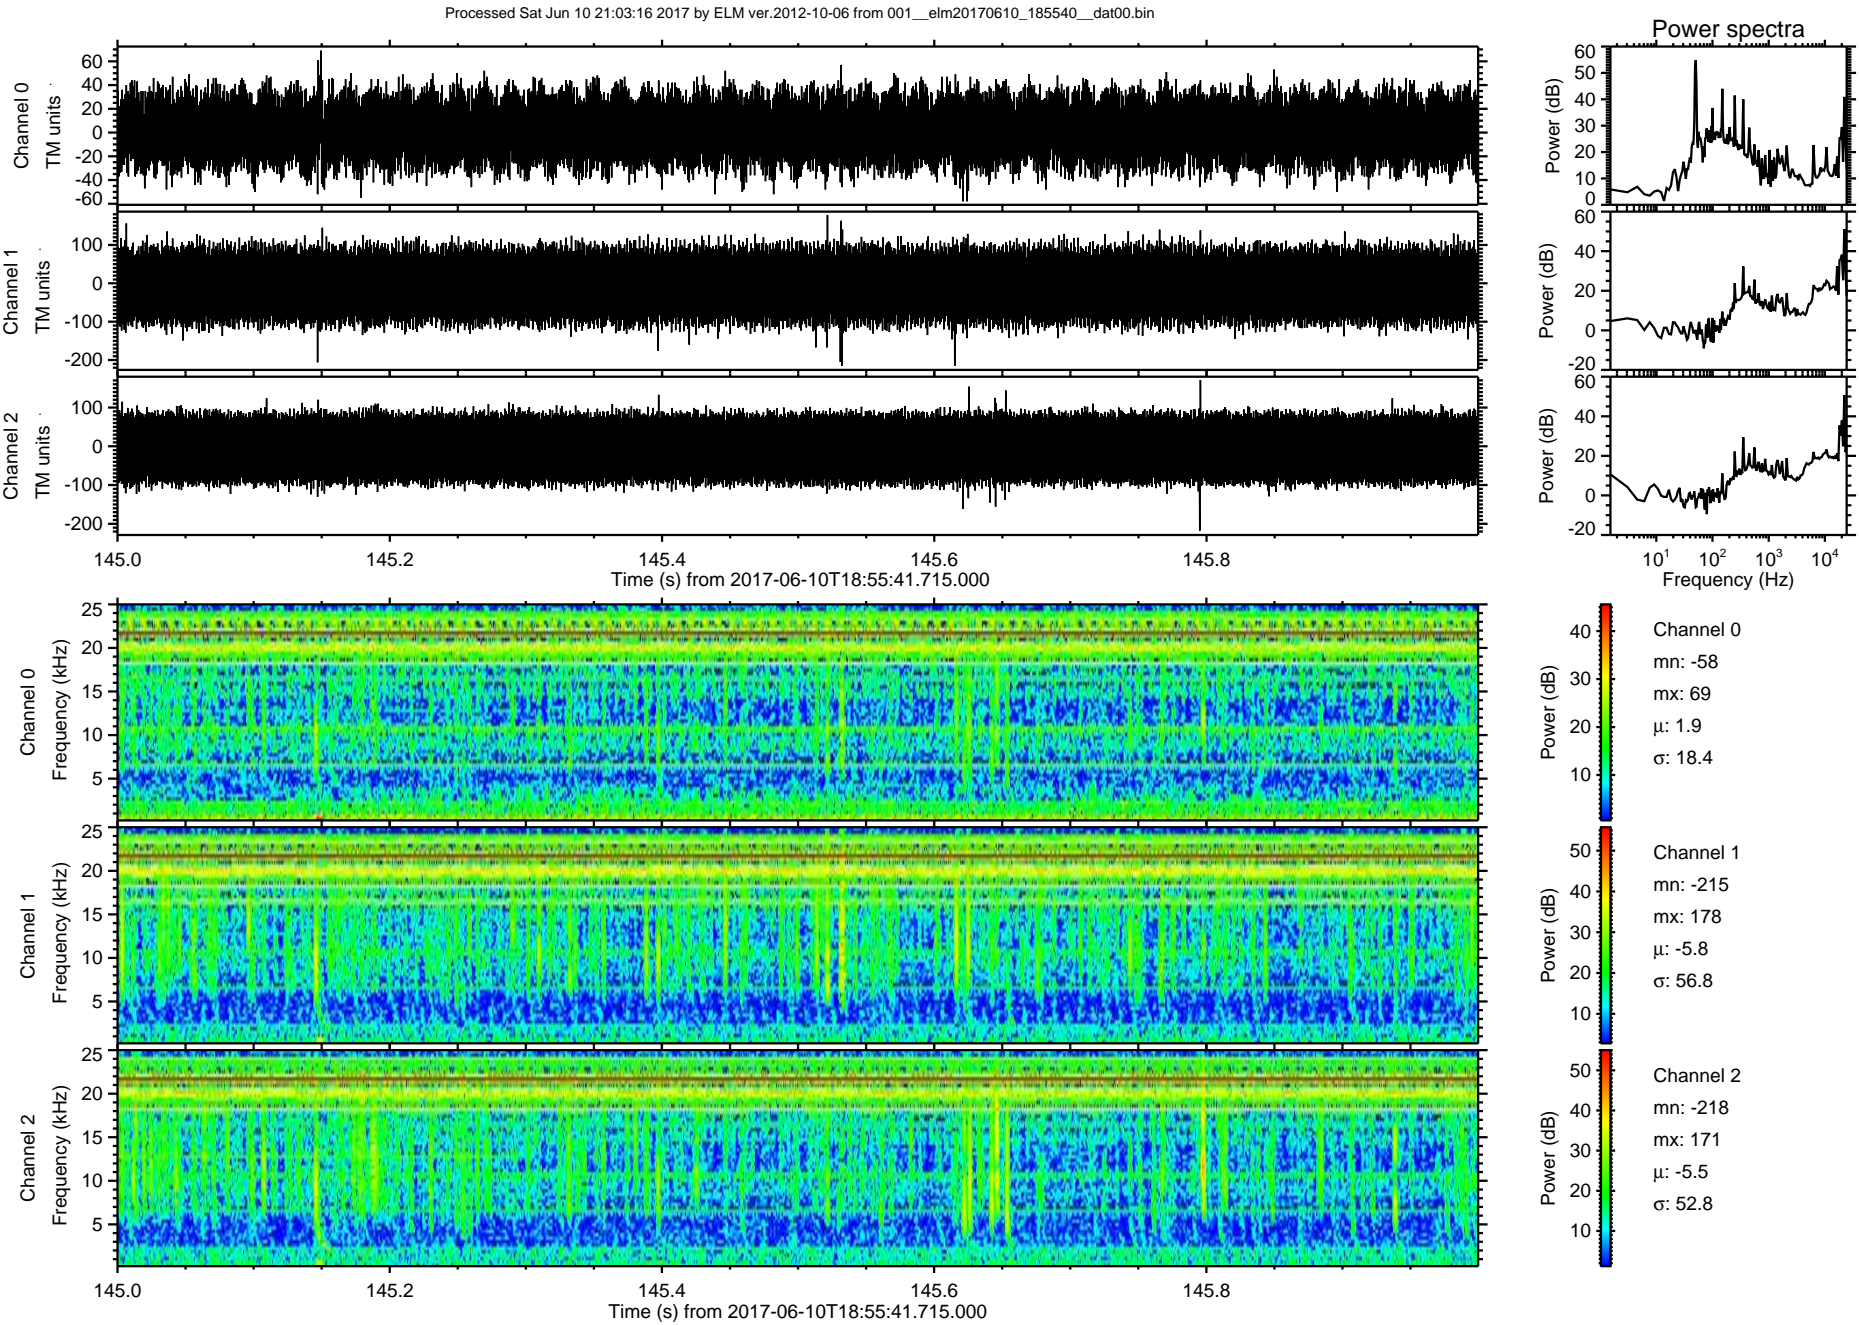 Processed Sat Jun 10 21:03:16 2017 by ELM ver.2012-10-06 from 001__elm20170610_185540__dat00.bin
Power spectra
Channel 0
TM units
60
40
20
0
-20
-40
-60
Power (dB)
60
50
40
30
20
10
0
Channel 1
TM units
100
0
-100
-200
Power (dB)
60
40
20
0
-20
Channel 2
TM units
100
0
-100
-200
Power (dB)
60
40
20
0
-20
145.0 145.2 145.4 145.6 145.8
Time (s) from 2017-06-10T18:55:41.715.000
10^1 10^2 10^3 10^4
Frequency (Hz)
Channel 0
Frequency (kHz)
25
20
15
10
5
Power (dB)
40
30
20
10
Channel 0
mn: -58
mx: 69
μ: 1.9
σ: 18.4
Channel 1
Frequency (kHz)
25
20
15
10
5
Power (dB)
50
40
30
20
10
Channel 1
mn: -215
mx: 178
μ: -5.8
σ: 56.8
Channel 2
Frequency (kHz)
25
20
15
10
5
Power (dB)
50
40
30
20
10
Channel 2
mn: -218
mx: 171
μ: -5.5
σ: 52.8
145.0 145.2 145.4 145.6 145.8
Time (s) from 2017-06-10T18:55:41.715.000